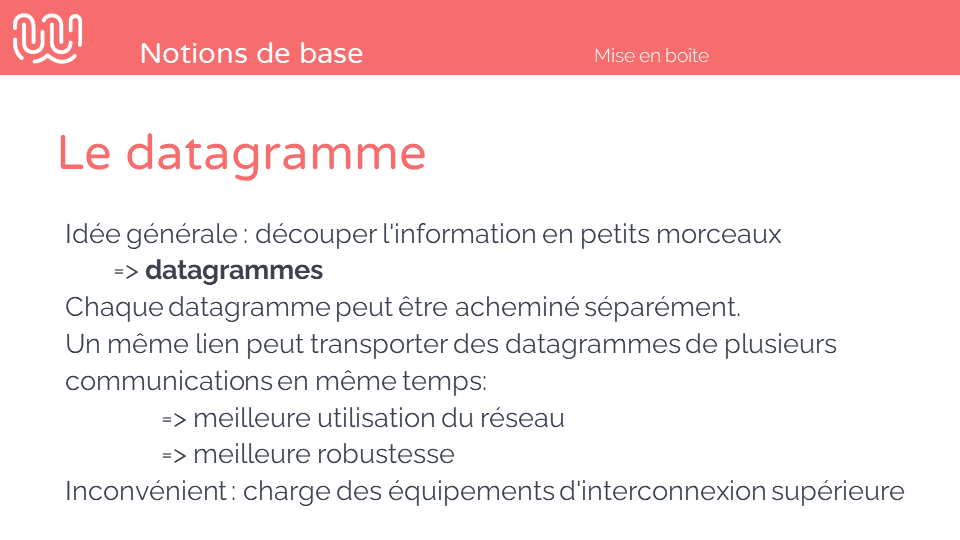 Notions de base
Mise en boîte
Le datagramme
Idée générale : découper l'information en petits morceaux
=> datagrammes
Chaque datagramme peut être acheminé séparément.
Un même lien peut transporter des datagrammes de plusieurs
communications en même temps:
=> meilleure utilisation du réseau
=> meilleure robustesse
Inconvénient : charge des équipements d'interconnexion supérieure